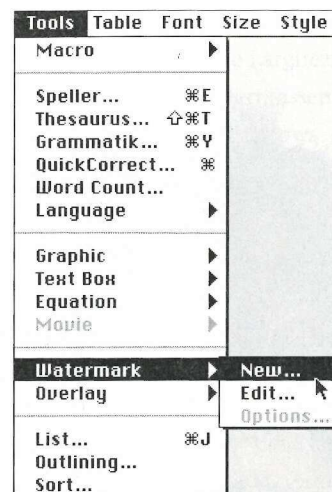 Tools Table Font Size Style
Macro ▶
Speller... ⌘E
Thesaurus... ⇧⌘T
Grammatik... ⌘Y
QuickCorrect... ⌘
Word Count...
Language ▶
Graphic ▶
Text Box ▶
Equation ▶
Movie ▶
Watermark ▶ New...
Overlay ▶ Edit...
Options...
List... ⌘J
Outlining...
Sort...